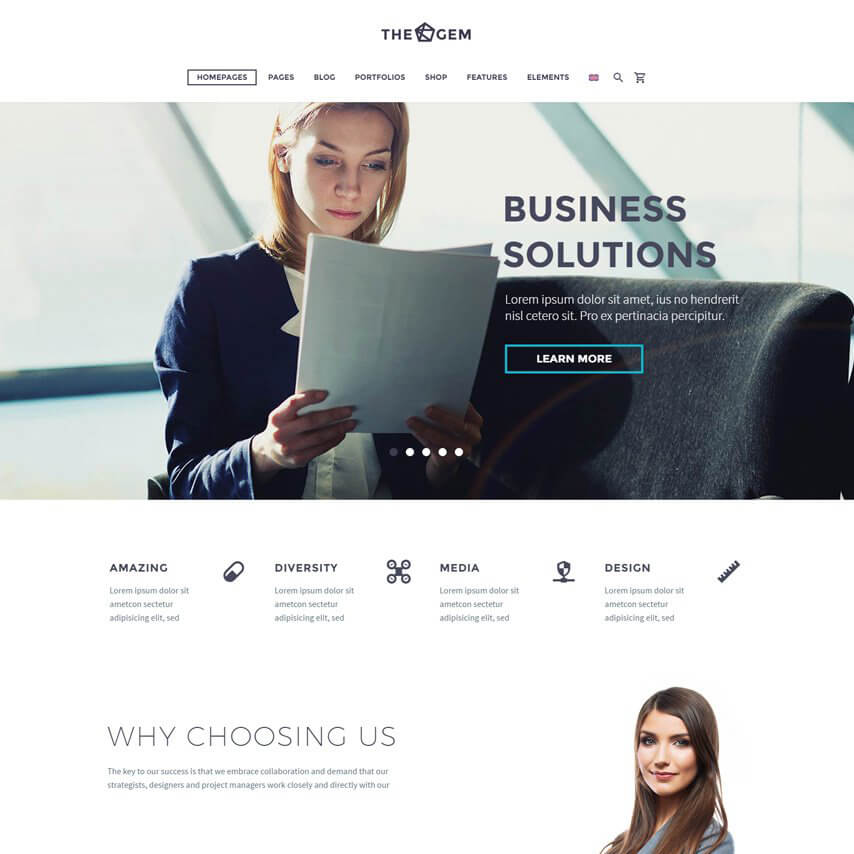 THE GEM
HOMEPAGES PAGES BLOG PORTFOLIOS SHOP FEATURES ELEMENTS
BUSINESS
SOLUTIONS
Lorem ipsum dolor sit amet, ius no hendrerit
nisl cetero sit. Pro ex pertinacia percipitur.
LEARN MORE
AMAZING
Lorem ipsum dolor sit
ametcon sectetur
adipisicing elit, sed
DIVERSITY
Lorem ipsum dolor sit
ametcon sectetur
adipisicing elit, sed
MEDIA
Lorem ipsum dolor sit
ametcon sectetur
adipisicing elit, sed
DESIGN
Lorem ipsum dolor sit
ametcon sectetur
adipisicing elit, sed
WHY CHOOSING US
The key to our success is that we embrace collaboration and demand that our
strategists, designers and project managers work closely and directly with our